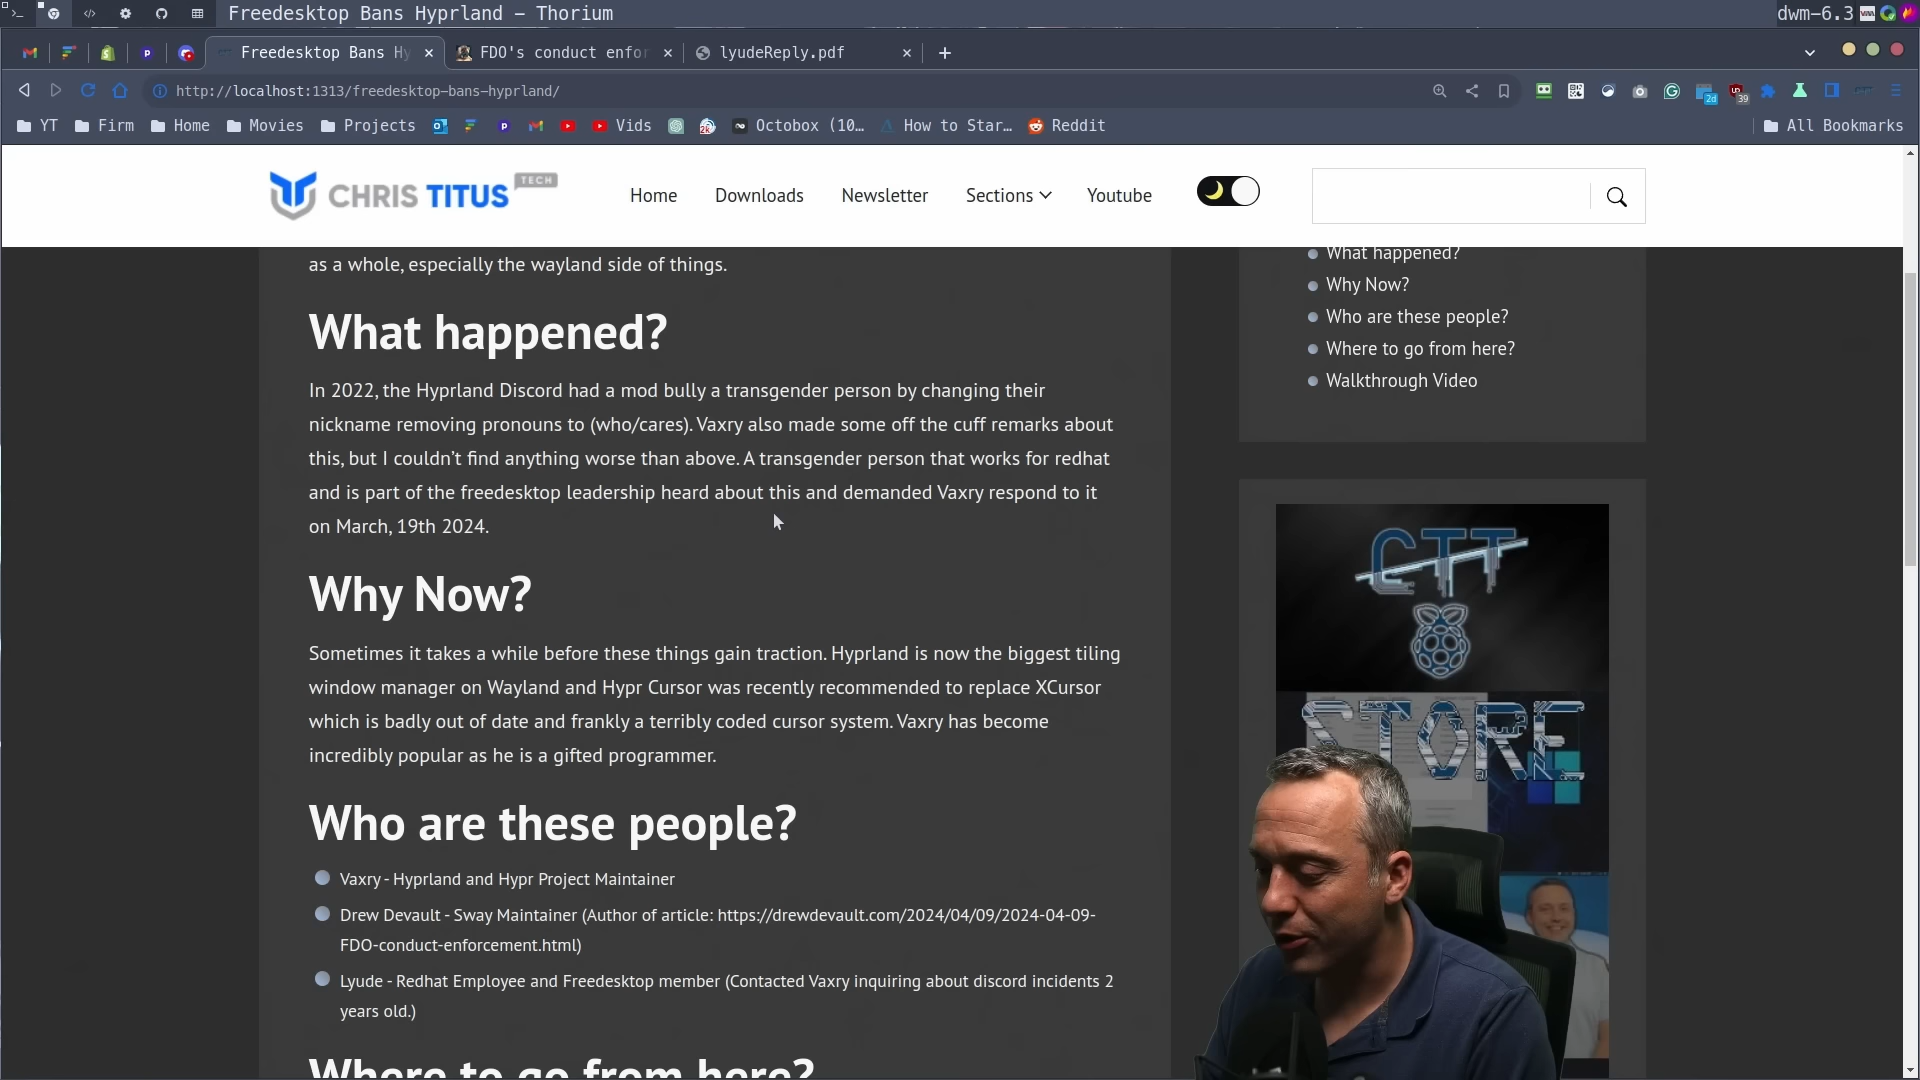 Freedesktop Bans Hyprland - Thorium
dwm-6.3
Freedesktop Bans Hy
FDO's conduct enfor
lyudeReply.pdf
http://localhost:1313/freedesktop-bans-hyprland/
2d
39
YT
Firm
Home
Movies
Projects
Vids
Octobox (10…
How to Star…
Reddit
All Bookmarks
CHRIS TITUS TECH
Home
Downloads
Newsletter
Sections
Youtube
as a whole, especially the wayland side of things.
What happened?
In 2022, the Hyprland Discord had a mod bully a transgender person by changing their
nickname removing pronouns to (who/cares). Vaxry also made some off the cuff remarks about
this, but I couldn’t find anything worse than above. A transgender person that works for redhat
and is part of the freedesktop leadership heard about this and demanded Vaxry respond to it
on March, 19th 2024.
Why Now?
Sometimes it takes a while before these things gain traction. Hyprland is now the biggest tiling
window manager on Wayland and Hypr Cursor was recently recommended to replace XCursor
which is badly out of date and frankly a terribly coded cursor system. Vaxry has become
incredibly popular as he is a gifted programmer.
Who are these people?
Vaxry - Hyprland and Hypr Project Maintainer
Drew Devault - Sway Maintainer (Author of article: https://drewdevault.com/2024/04/09/2024-04-09-
FDO-conduct-enforcement.html)
Lyude - Redhat Employee and Freedesktop member (Contacted Vaxry inquiring about discord incidents 2
years old.)
Where to go from here?
What happened?
Why Now?
Who are these people?
Where to go from here?
Walkthrough Video
CTT
STORE